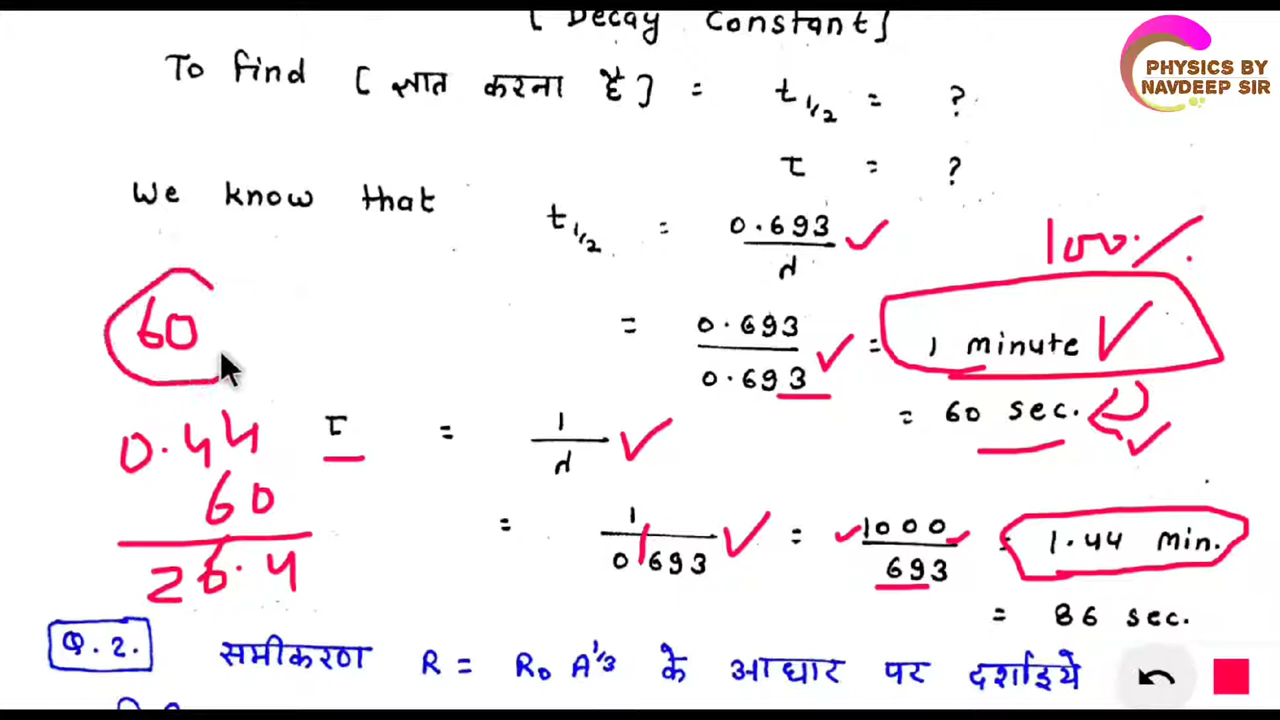 [Decay Constant]
PHYSICS BY
NAVDEEP SIR
To find [ज्ञात करना है] = t1/2 = ?
τ = ?
We know that t1/2 = 0.693 / λ
100%
60
= 0.693 / 0.693 = 1 minute
= 60 sec.
0.44
60
26.4
τ = 1 / λ
= 1 / 0.693 = 1000 / 693 = 1.44 min.
= 86 sec.
Q.2. समीकरण R = R0 A^1/3 के आधार पर दर्शाइये